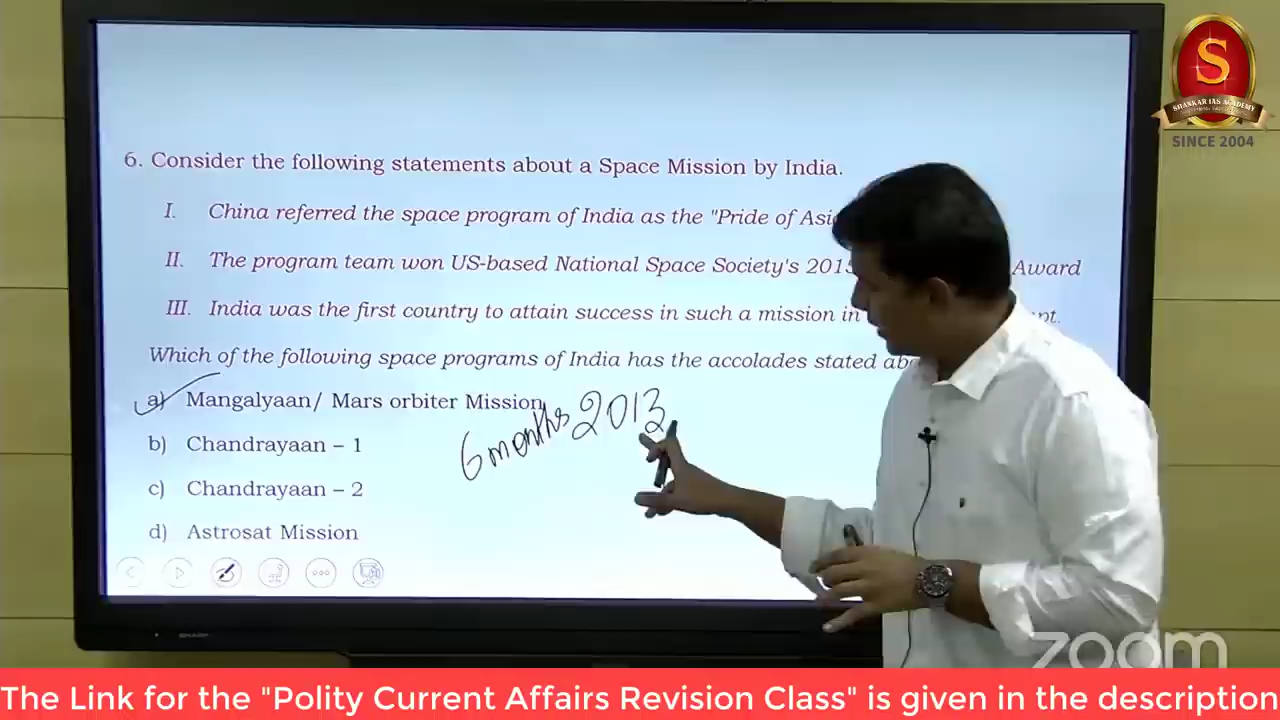 S
SHANKAR IAS ACADEMY
SINCE 2004
6. Consider the following statements about a Space Mission by India.
I. China referred the space program of India as the "Pride of Asi
II. The program team won US-based National Space Society's 2015 Award
III. India was the first country to attain success in such a mission in pt.
Which of the following space programs of India has the accolades stated ab
a) Mangalyaan/ Mars orbiter Mission
6 months 2013
b) Chandrayaan – 1
c) Chandrayaan – 2
d) Astrosat Mission
SHARP
zoom
The Link for the "Polity Current Affairs Revision Class" is given in the description